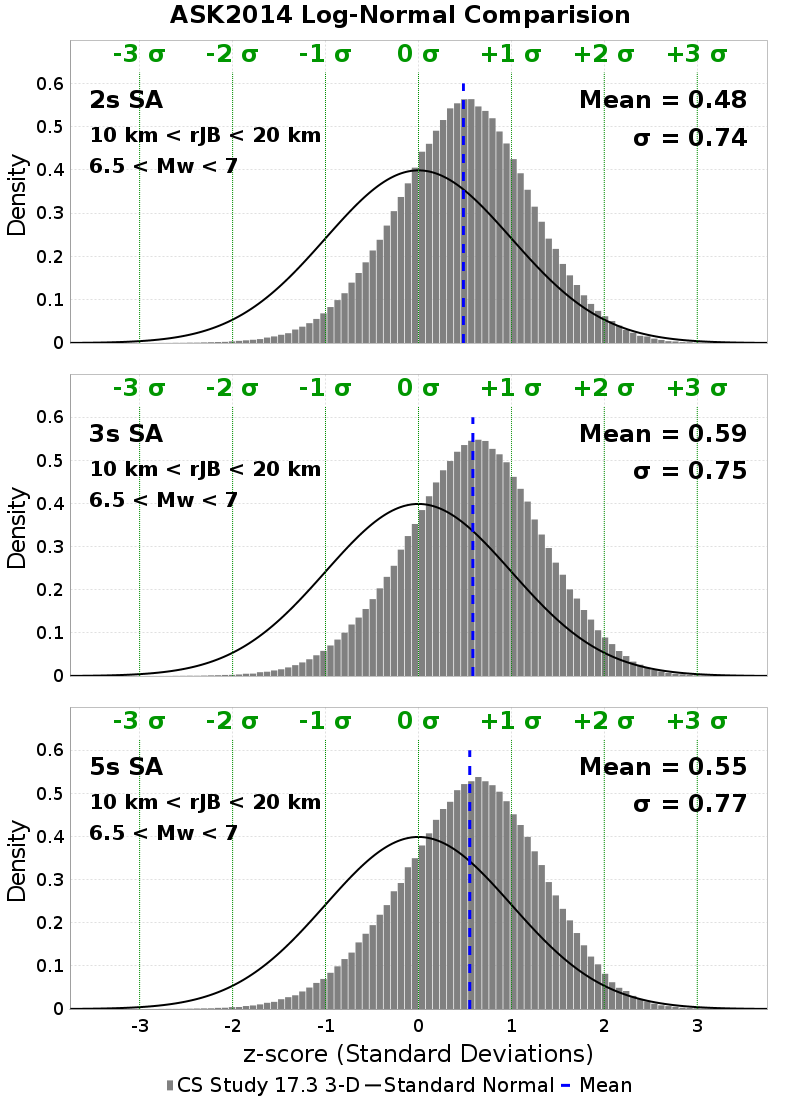 ASK2014 Log-Normal Comparision
-3 σ -2 σ -1 σ 0 σ +1 σ +2 σ +3 σ
0.6
2s SA Mean = 0.48
0.5
10 km < rJB < 20 km σ = 0.74
6.5 < Mw < 7
0.4
0.3
0.2
0.1
0
Density
-3 σ -2 σ -1 σ 0 σ +1 σ +2 σ +3 σ
0.6
3s SA Mean = 0.59
0.5
10 km < rJB < 20 km σ = 0.75
6.5 < Mw < 7
0.4
0.3
0.2
0.1
0
Density
-3 σ -2 σ -1 σ 0 σ +1 σ +2 σ +3 σ
0.6
5s SA Mean = 0.55
0.5
10 km < rJB < 20 km σ = 0.77
6.5 < Mw < 7
0.4
0.3
0.2
0.1
0
Density
-3 -2 -1 0 1 2 3
z-score (Standard Deviations)
CS Study 17.3 3-D Standard Normal Mean